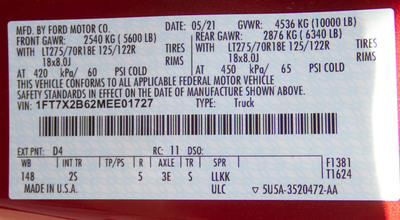 MFD. BY FORD MOTOR CO. 05/21 GVWR: 4536 KG (10000 LB)
FRONT GAWR: 2540 KG ( 5600 LB) REAR GAWR: 2876 KG ( 6340 LB)
LT275/70R18E 125/122R TIRES WITH LT275/70R18E 125/122R TIRES
18x8.0J RIMS 18x8.0J RIMS
AT 420 kPa/ 60 PSI COLD AT 450 kPa/ 65 PSI COLD
THIS VEHICLE CONFORMS TO ALL APPLICABLE FEDERAL MOTOR VEHICLE
SAFETY STANDARDS IN EFFECT ON THE DATE OF MANUFACTURE SHOWN ABOVE.
VIN: 1FT7X2B62MEE01727 TYPE: Truck
EXT PNT: D4 RC: 11 DSO:
WB INT TR TP/PS R AXLE TR SPR F1381
148 2S 5 3E S LLKK T1624
MADE IN U.S.A. ULC 5U5A-3520472-AA